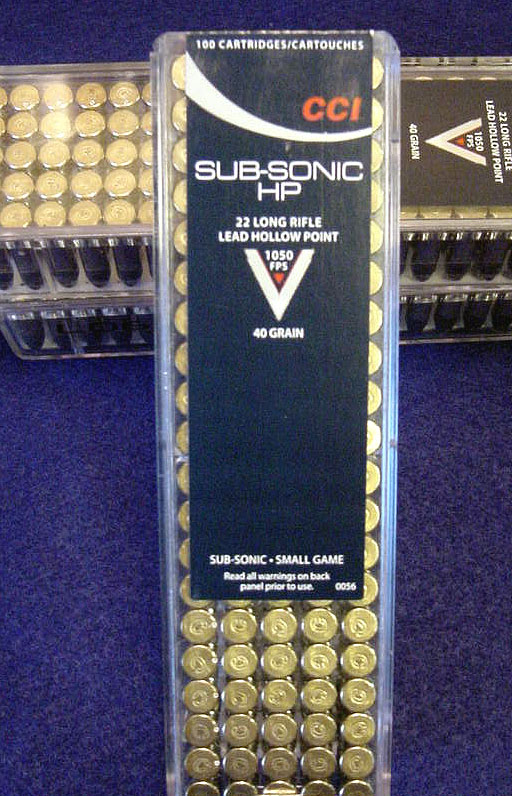 100 CARTRIDGES/CARTOUCHES
CCI
SUB-SONIC
HP
22 LONG RIFLE
LEAD HOLLOW POINT
1050
FPS
40 GRAIN
SUB-SONIC • SMALL GAME
Read all warnings on back
panel prior to use.
0056
22 LONG RIFLE
LEAD HOLLOW POINT
1050
FPS
40 GRAIN